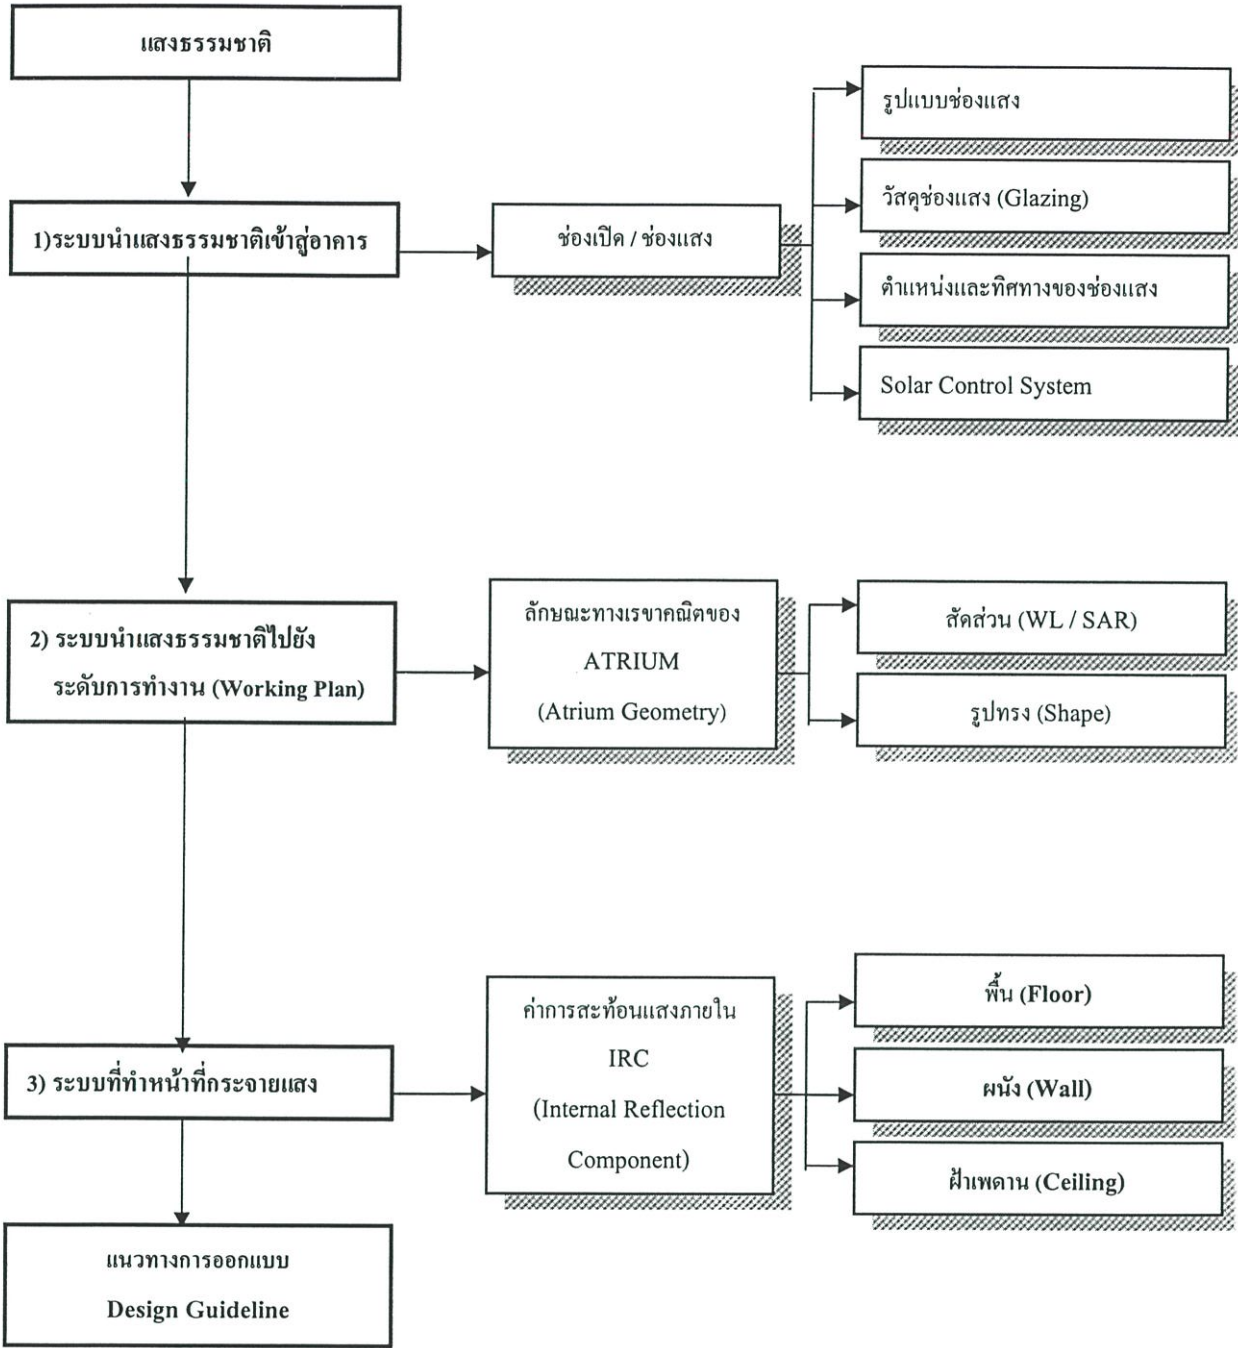 แสงธรรมชาติ
1)ระบบนำแสงธรรมชาติเข้าสู่อาคาร
ช่องเปิด / ช่องแสง
รูปแบบช่องแสง
วัสดุช่องแสง (Glazing)
ตำแหน่งและทิศทางของช่องแสง
Solar Control System
2) ระบบนำแสงธรรมชาติไปยัง
ระดับการทำงาน (Working Plan)
ลักษณะทางเรขาคณิตของ
ATRIUM
(Atrium Geometry)
สัดส่วน (WL / SAR)
รูปทรง (Shape)
3) ระบบที่ทำหน้าที่กระจายแสง
ค่าการสะท้อนแสงภายใน
IRC
(Internal Reflection
Component)
พื้น (Floor)
ผนัง (Wall)
ฝ้าเพดาน (Ceiling)
แนวทางการออกแบบ
Design Guideline